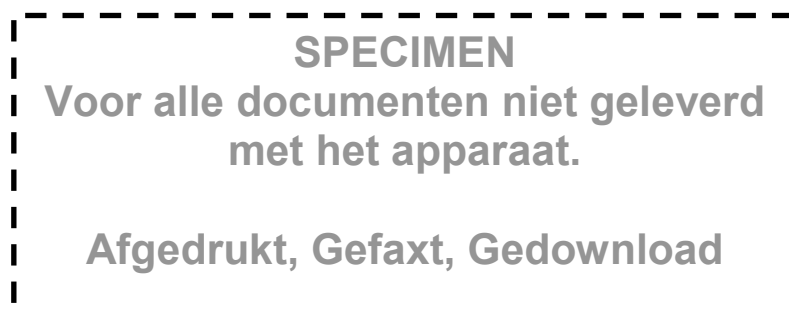 SPECIMEN
Voor alle documenten niet geleverd
met het apparaat.
Afgedrukt, Gefaxt, Gedownload